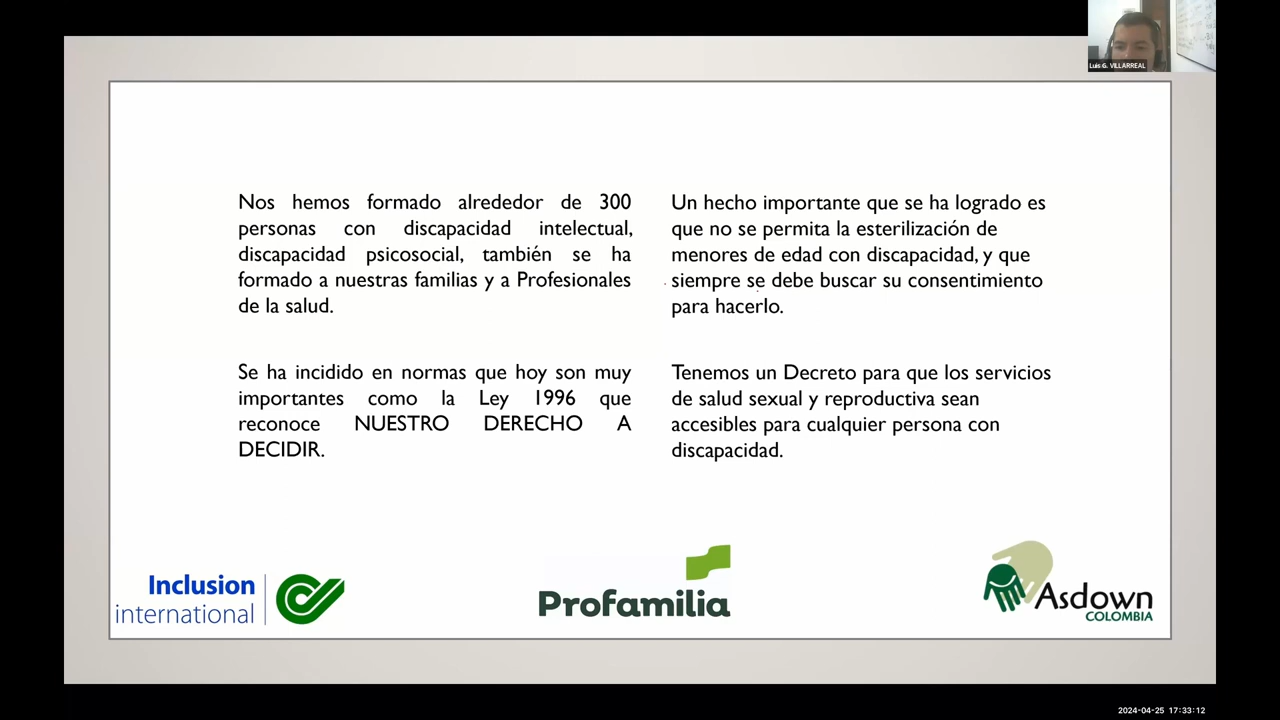 Luis G. VILLARREAL
Nos hemos formado alrededor de 300
personas con discapacidad intelectual,
discapacidad psicosocial, también se ha
formado a nuestras familias y a Profesionales
de la salud.
Se ha incidido en normas que hoy son muy
importantes como la Ley 1996 que
reconoce NUESTRO DERECHO A
DECIDIR.
Un hecho importante que se ha logrado es
que no se permita la esterilización de
menores de edad con discapacidad, y que
siempre se debe buscar su consentimiento
para hacerlo.
Tenemos un Decreto para que los servicios
de salud sexual y reproductiva sean
accesibles para cualquier persona con
discapacidad.
Inclusion
international
Profamilia
Asdown
COLOMBIA
2024-04-25 17:33:12